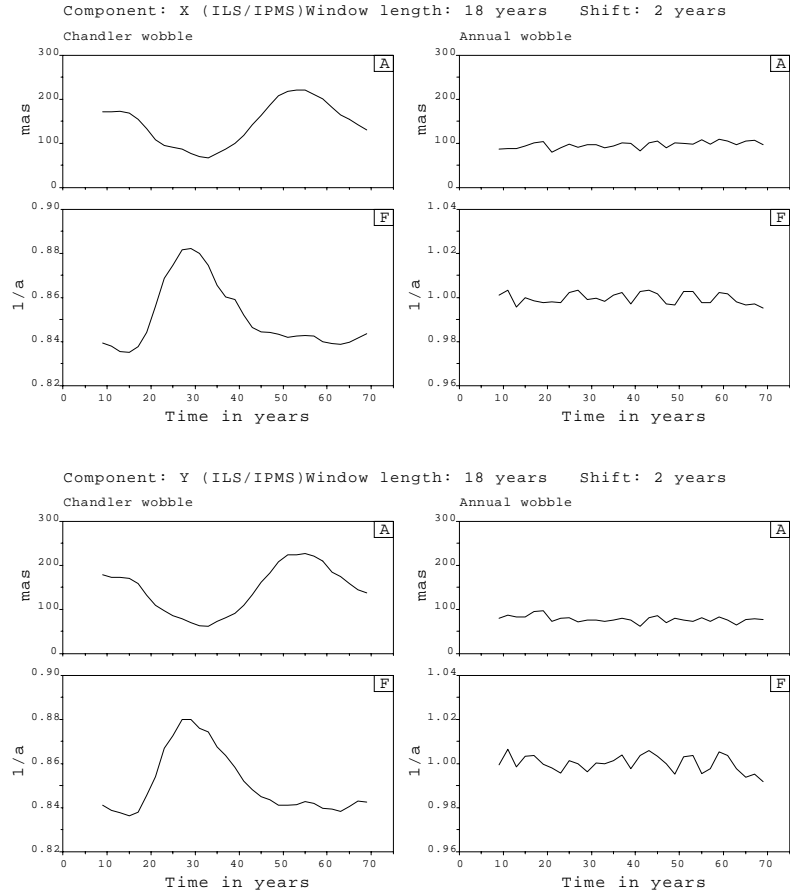 Component: X (ILS/IPMS)Window length: 18 years Shift: 2 years
Chandler wobble Annual wobble
A
300
200
100
0
mas
A
300
200
100
0
mas
F
0.90
0.88
0.86
0.84
0.82
1/a
0 10 20 30 40 50 60 70
Time in years
F
1.04
1.02
1.00
0.98
0.96
1/a
0 10 20 30 40 50 60 70
Time in years
Component: Y (ILS/IPMS)Window length: 18 years Shift: 2 years
Chandler wobble Annual wobble
A
300
200
100
0
mas
A
300
200
100
0
mas
F
0.90
0.88
0.86
0.84
0.82
1/a
0 10 20 30 40 50 60 70
Time in years
F
1.04
1.02
1.00
0.98
0.96
1/a
0 10 20 30 40 50 60 70
Time in years